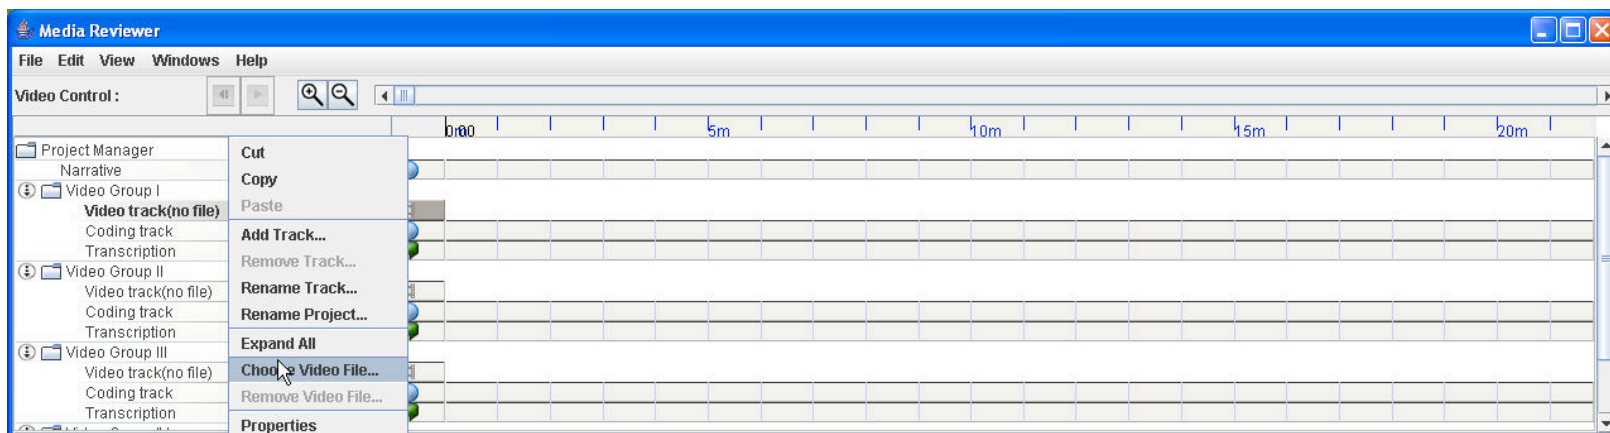 Media Reviewer
File Edit View Windows Help
Video Control :
0m00 5m 10m 15m 20m
Project Manager
Narrative
Video Group I
Video track(no file)
Coding track
Transcription
Video Group II
Video track(no file)
Coding track
Transcription
Video Group III
Video track(no file)
Coding track
Transcription
Cut
Copy
Paste
Add Track...
Remove Track...
Rename Track...
Rename Project...
Expand All
Choose Video File...
Remove Video File...
Properties